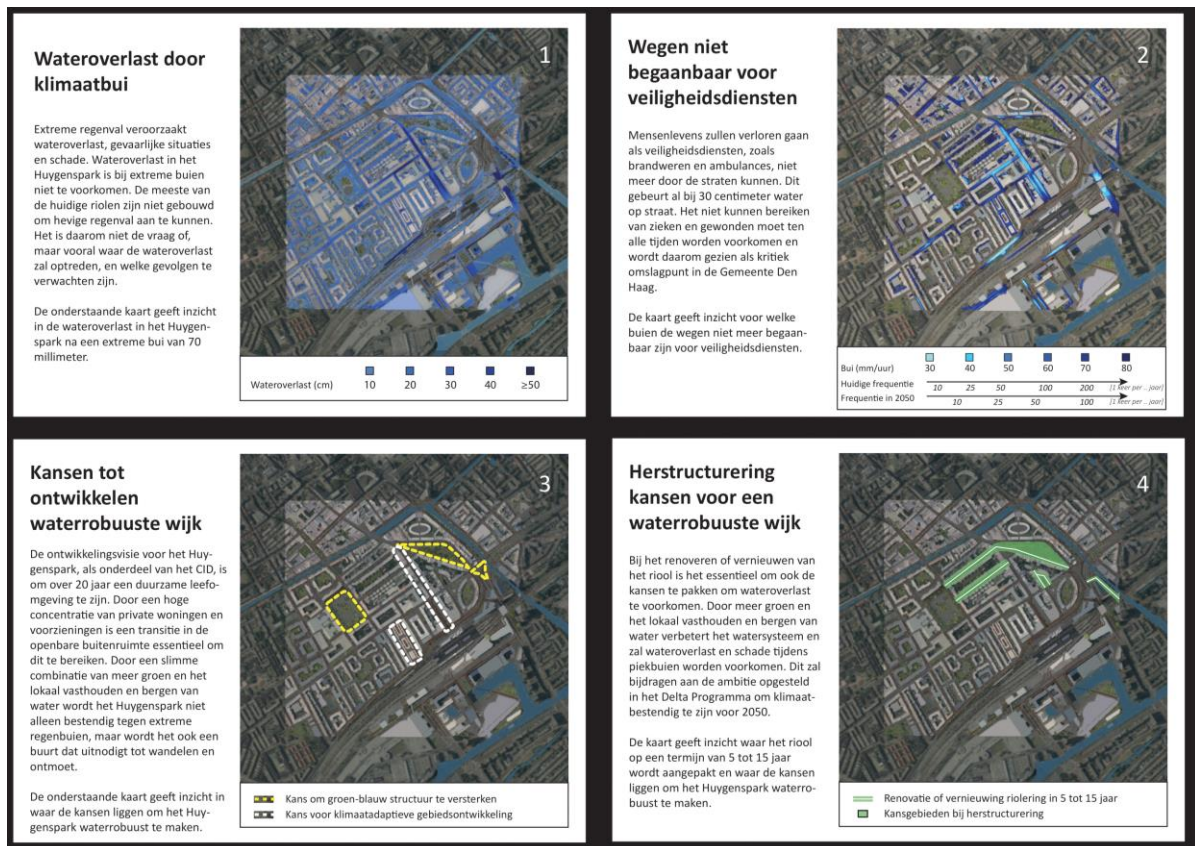 Wateroverlast door
klimaatbui
Extreme regenval veroorzaakt
wateroverlast, gevaarlijke situaties
en schade. Wateroverlast in het
Huygenspark is bij extreme buien
niet te voorkomen. De meeste van
de huidige riolen zijn niet gebouwd
om hevige regenval aan te kunnen.
Het is daarom niet de vraag of,
maar vooral waar de wateroverlast
zal optreden, en welke gevolgen te
verwachten zijn.
De onderstaande kaart geeft inzicht
in de wateroverlast in het Huygen-
spark na een extreme bui van 70
millimeter.
1
Wateroverlast (cm)
10 20 30 40 ≥50
Wegen niet
begaanbaar voor
veiligheidsdiensten
Mensenlevens zullen verloren gaan
als veiligheidsdiensten, zoals
brandweren en ambulances, niet
meer door de straten kunnen. Dit
gebeurt al bij 30 centimeter water
op straat. Het niet kunnen bereiken
van zieken en gewonden moet ten
alle tijden worden voorkomen en
wordt daarom gezien als kritiek
omslagpunt in de Gemeente Den
Haag.
De kaart geeft inzicht voor welke
buien de wegen niet meer begaan-
baar zijn voor veiligheidsdiensten.
2
Bui (mm/uur) 30 40 50 60 70 80
Huidige frequentie 10 25 50 100 200 [1 keer per .. jaar]
Frequentie in 2050 10 25 50 100 [1 keer per .. jaar]
Kansen tot
ontwikkelen
waterrobuuste wijk
De ontwikkelingsvisie voor het Huy-
genspark, als onderdeel van het CID, is
om over 20 jaar een duurzame leefo-
mgeving te zijn. Door een hoge
concentratie van private woningen en
voorzieningen is een transitie in de
openbare buitenruimte essentieel om
dit te bereiken. Door een slimme
combinatie van meer groen en het
lokaal vasthouden en bergen van
water wordt het Huygenspark niet
alleen bestendig tegen extreme
regenbuien, maar wordt het ook een
buurt dat uitnodigt tot wandelen en
ontmoet.
De onderstaande kaart geeft inzicht in
waar de kansen liggen om het Huy-
genspark waterrobuust te maken.
3
Kans om groen-blauw structuur te versterken
Kans voor klimaatadaptieve gebiedsontwikkeling
Herstructurering
kansen voor een
waterrobuuste wijk
Bij het renoveren of vernieuwen van
het riool is het essentieel om ook de
kansen te pakken om wateroverlast
te voorkomen. Door meer groen en
het lokaal vasthouden en bergen van
water verbetert het watersysteem en
zal wateroverlast en schade tijdens
piekbuien worden voorkomen. Dit zal
bijdragen aan de ambitie opgesteld
in het Delta Programma om klimaat-
bestendig te zijn voor 2050.
De kaart geeft inzicht waar het riool
op een termijn van 5 tot 15 jaar
wordt aangepakt en waar de kansen
liggen om het Huygenspark waterro-
buust te maken.
4
Renovatie of vernieuwing riolering in 5 tot 15 jaar
Kansgebieden bij herstructurering